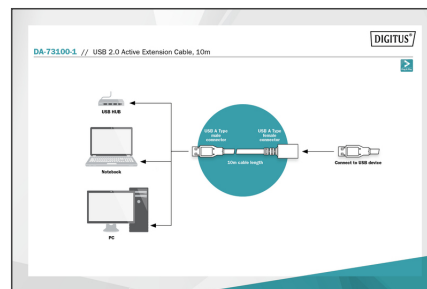 DIGITUS®
DA-73100-1 // USB 2.0 Active Extension Cable, 10m
USB HUB
USB A Type
male
connector
USB A Type
female
connector
10m cable length
Notebook
Connect to USB device
PC